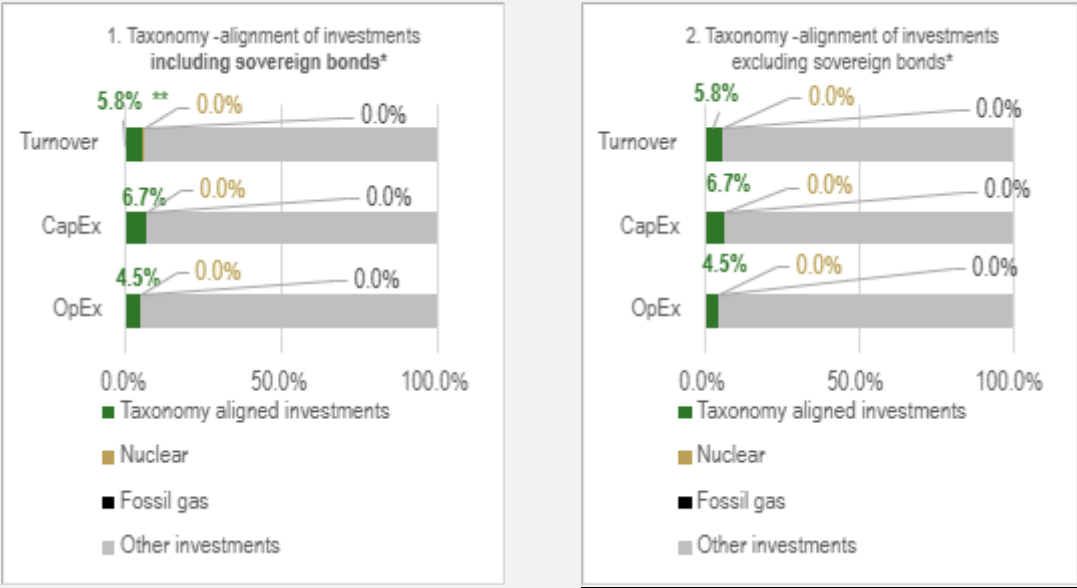 1. Taxonomy -alignment of investments
including sovereign bonds*
5.8% ** 0.0% 0.0%
Turnover
6.7% 0.0% 0.0%
CapEx
4.5% 0.0% 0.0%
OpEx
0.0% 50.0% 100.0%
Taxonomy aligned investments
Nuclear
Fossil gas
Other investments
2. Taxonomy -alignment of investments
excluding sovereign bonds*
5.8% 0.0% 0.0%
Turnover
6.7% 0.0% 0.0%
CapEx
4.5% 0.0% 0.0%
OpEx
0.0% 50.0% 100.0%
Taxonomy aligned investments
Nuclear
Fossil gas
Other investments